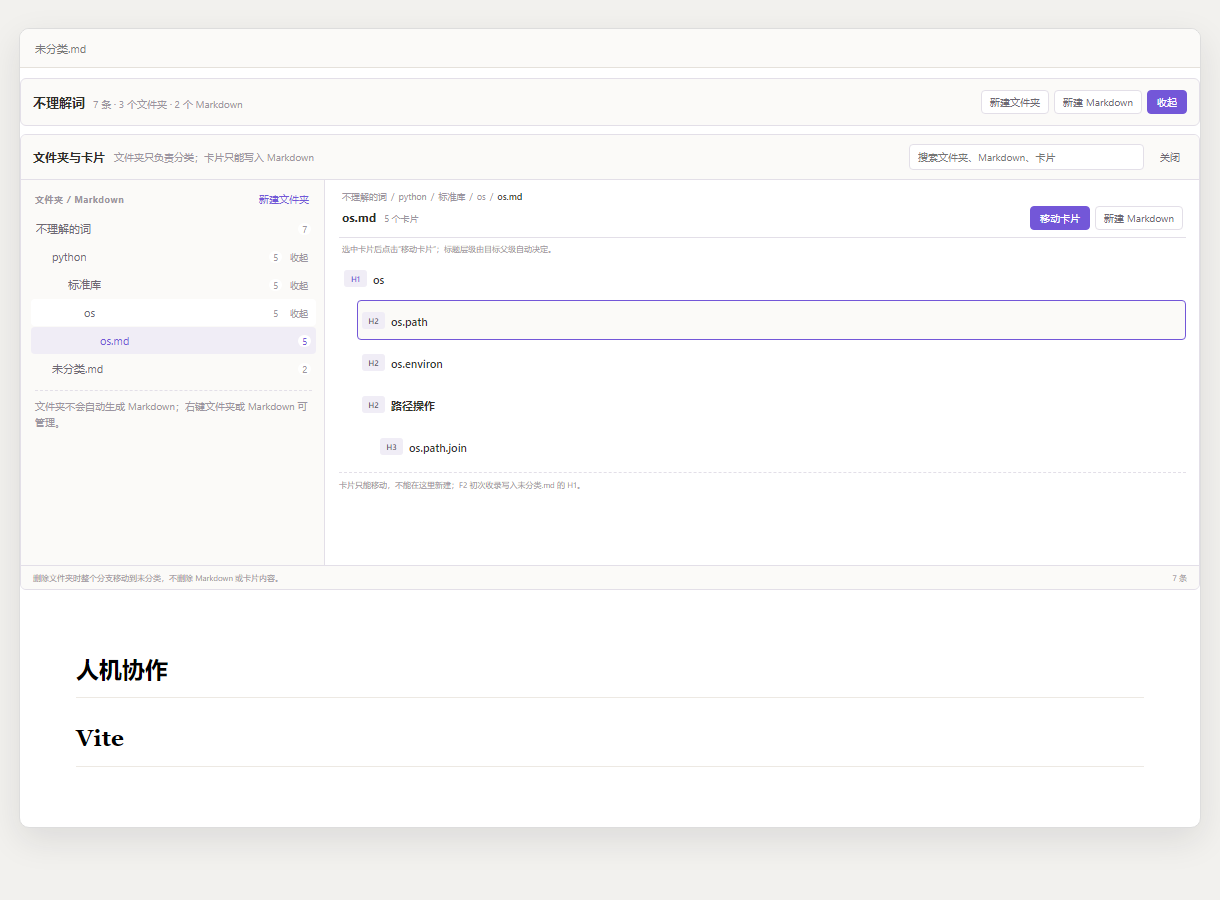 未分类.md
不理解词 7 条 · 3 个文件夹 · 2 个 Markdown 新建文件夹 新建 Markdown 收起
文件夹与卡片 文件夹只负责分类；卡片只能写入 Markdown 搜索文件夹、Markdown、卡片 关闭
文件夹 / Markdown 新建文件夹
不理解的词 7
python 5 收起
标准库 5 收起
os 5 收起
os.md 5
未分类.md 2
文件夹不会自动生成 Markdown；右键文件夹或 Markdown 可
管理。
不理解的词 / python / 标准库 / os / os.md
os.md 5 个卡片 移动卡片 新建 Markdown
选中卡片后点击“移动卡片”；标题层级由目标父级自动决定。
H1 os
H2 os.path
H2 os.environ
H2 路径操作
H3 os.path.join
卡片只能移动，不能在这里新建；F2 初次收录写入未分类.md 的 H1。
删除文件夹时整个分支移动到未分类，不删除 Markdown 或卡片内容。 7 条
人机协作
Vite